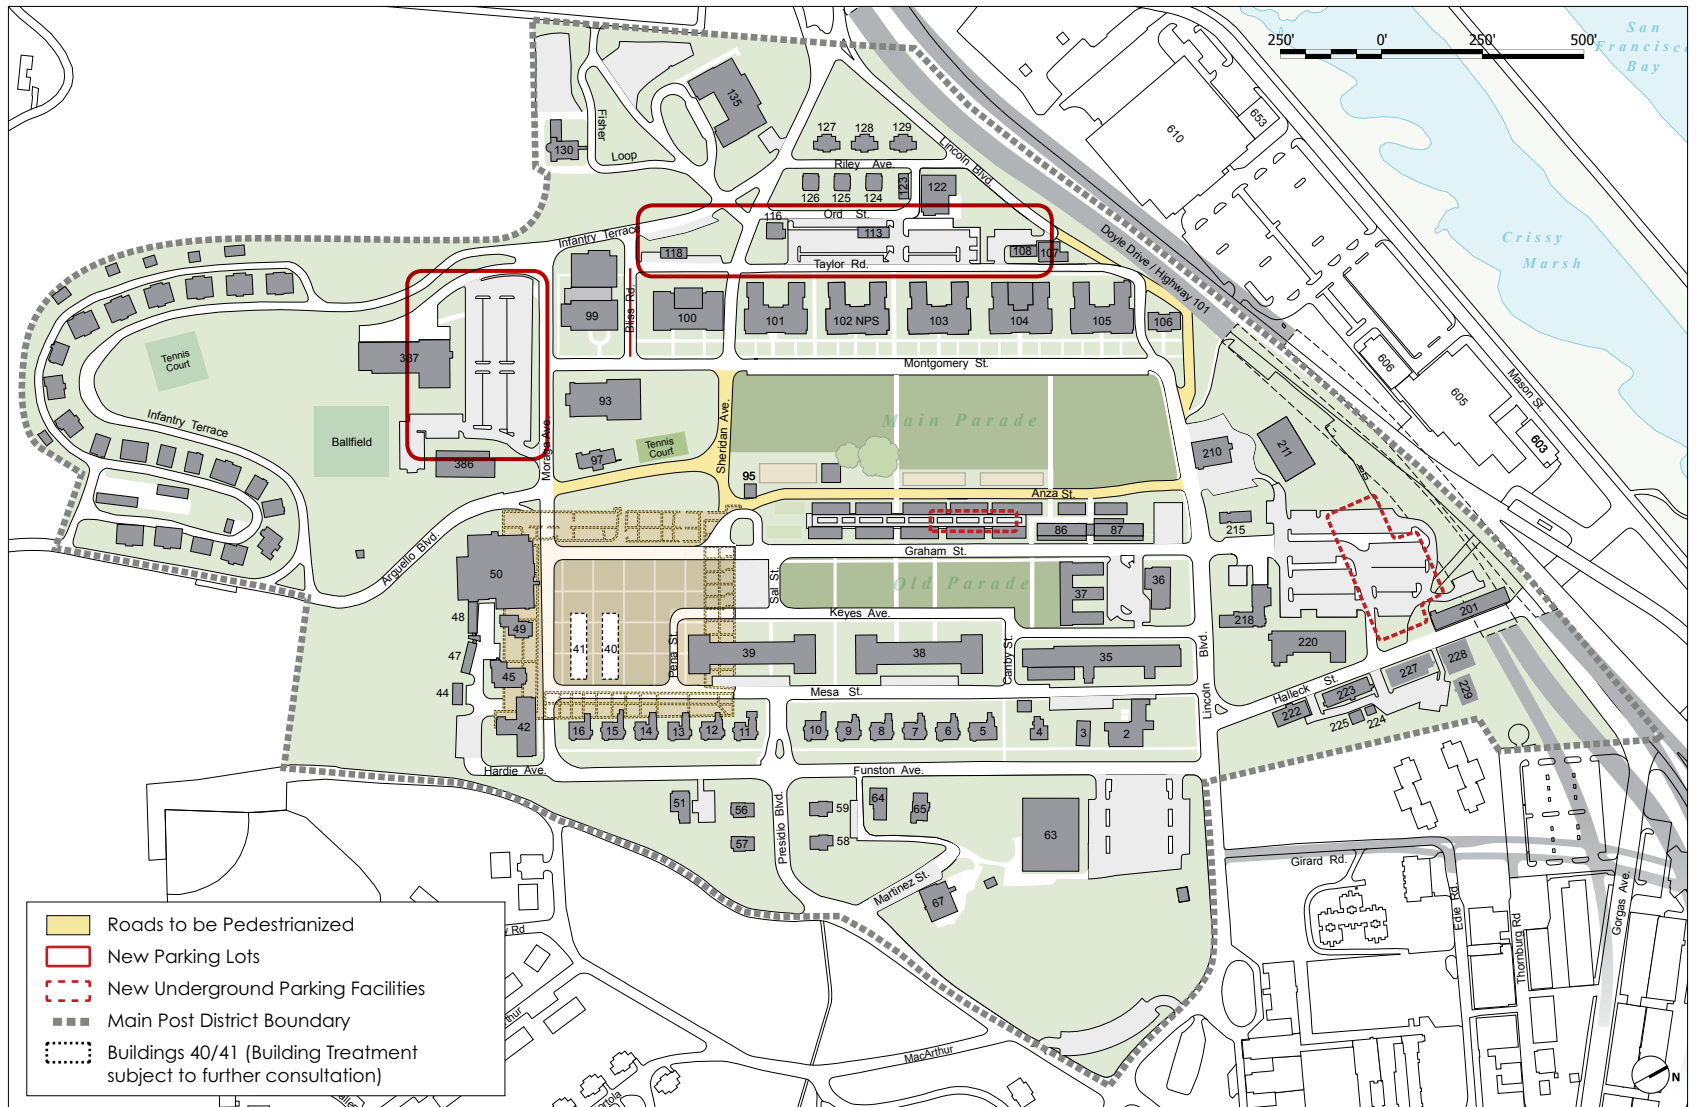 San
Francisco
Bay
250'
0'
250'
500'
Crissy
Marsh
610
653
606
605
603
Mason St.
Doyle Drive / Highway 101
Lincoln Blvd.
135
Fisher
Loop
130
127
128
129
Riley Ave.
126
125
124
123
122
Ord St.
116
113
118
108
107
Taylor Rd.
Infantry Terrace
Bliss Rd.
99
100
101
102 NPS
103
104
105
106
Montgomery St.
387
Tennis
Court
Infantry Terrace
Ballfield
386
Moraga Ave.
93
97
Tennis
Court
Sheridan Ave.
Main Parade
95
Anza St.
210
211
215
86
87
Graham St.
Arguello Blvd.
50
48
49
47
45
44
42
41
40
Sal St.
Old Parade
Keyes Ave.
37
36
Pena St.
39
38
Canby St.
35
Mesa St.
Lincoln
Blvd.
218
220
201
Halleck St.
227
228
229
223
222
225
224
16
15
14
13
12
11
10
9
8
7
6
5
4
3
2
Hardie Ave.
Funston Ave.
51
56
57
Presidio Blvd.
59
58
64
65
63
Martinez St.
67
Girard Rd.
Edie Rd.
Thornburg Rd
Gorgas Ave.
MacArthur
Roads to be Pedestrianized
New Parking Lots
New Underground Parking Facilities
Main Post District Boundary
Buildings 40/41 (Building Treatment
subject to further consultation)
N